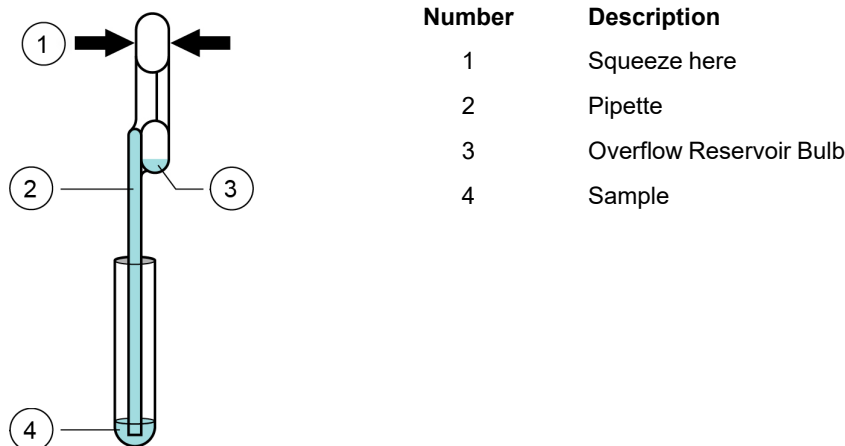 Number Description
1 Squeeze here
2 Pipette
3 Overflow Reservoir Bulb
4 Sample
1
2
3
4